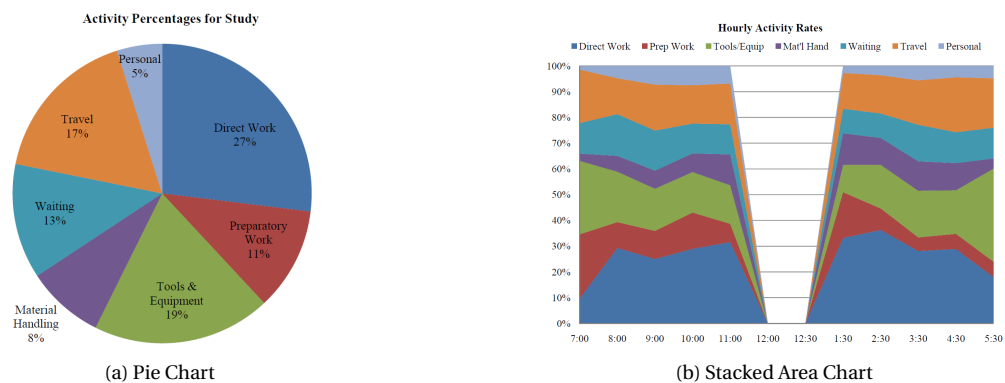 Activity Percentages for Study
Personal
5%
Direct Work
27%
Travel
17%
Waiting
13%
Preparatory
Work
11%
Tools &
Equipment
19%
Material
Handling
8%
(a) Pie Chart
Hourly Activity Rates
Direct Work Prep Work Tools/Equip Mat'l Hand Waiting Travel Personal
100%
90%
80%
70%
60%
50%
40%
30%
20%
10%
0%
7:00 8:00 9:00 10:00 11:00 12:00 12:30 1:30 2:30 3:30 4:30 5:30
(b) Stacked Area Chart